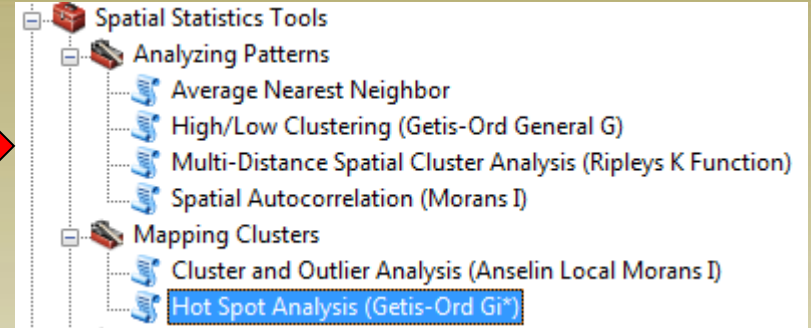 Spatial Statistics Tools
Analyzing Patterns
Average Nearest Neighbor
High/Low Clustering (Getis-Ord General G)
Multi-Distance Spatial Cluster Analysis (Ripleys K Function)
Spatial Autocorrelation (Morans I)
Mapping Clusters
Cluster and Outlier Analysis (Anselin Local Morans I)
Hot Spot Analysis (Getis-Ord Gi*)